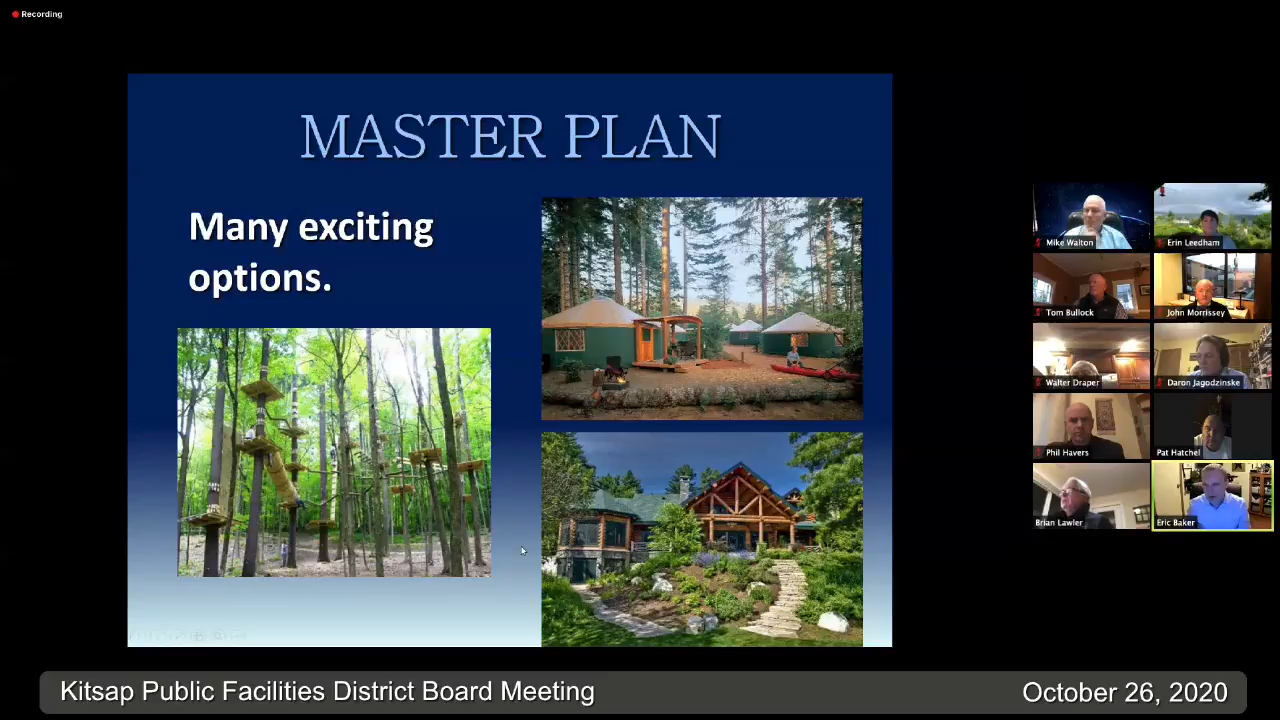 Recording
MASTER PLAN
Many exciting
options.
Mike Walton
Erin Leedham
Tom Bullock
John Morrissey
Walter Draper
Daron Jagodzinske
Phil Havers
Pat Hatchel
Brian Lawler
Eric Baker
Kitsap Public Facilities District Board Meeting
October 26, 2020